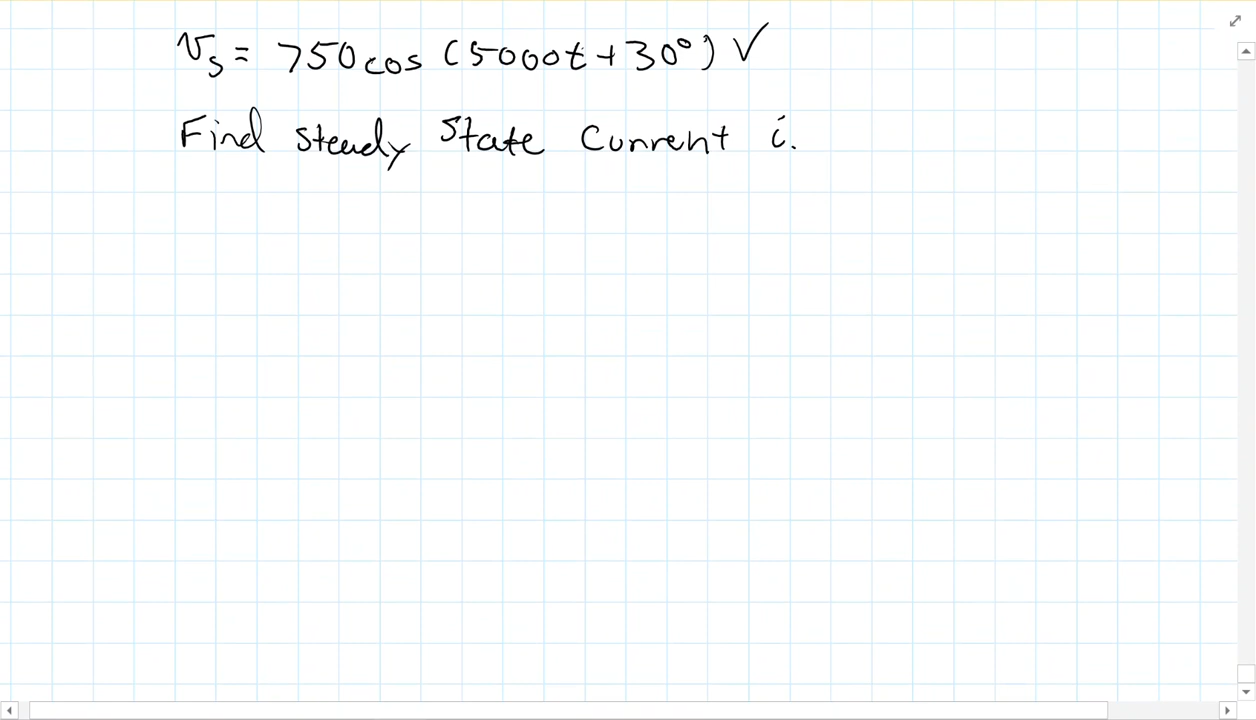 vₛ = 750 cos (5000t + 30°) V
Find Steady State Current i.